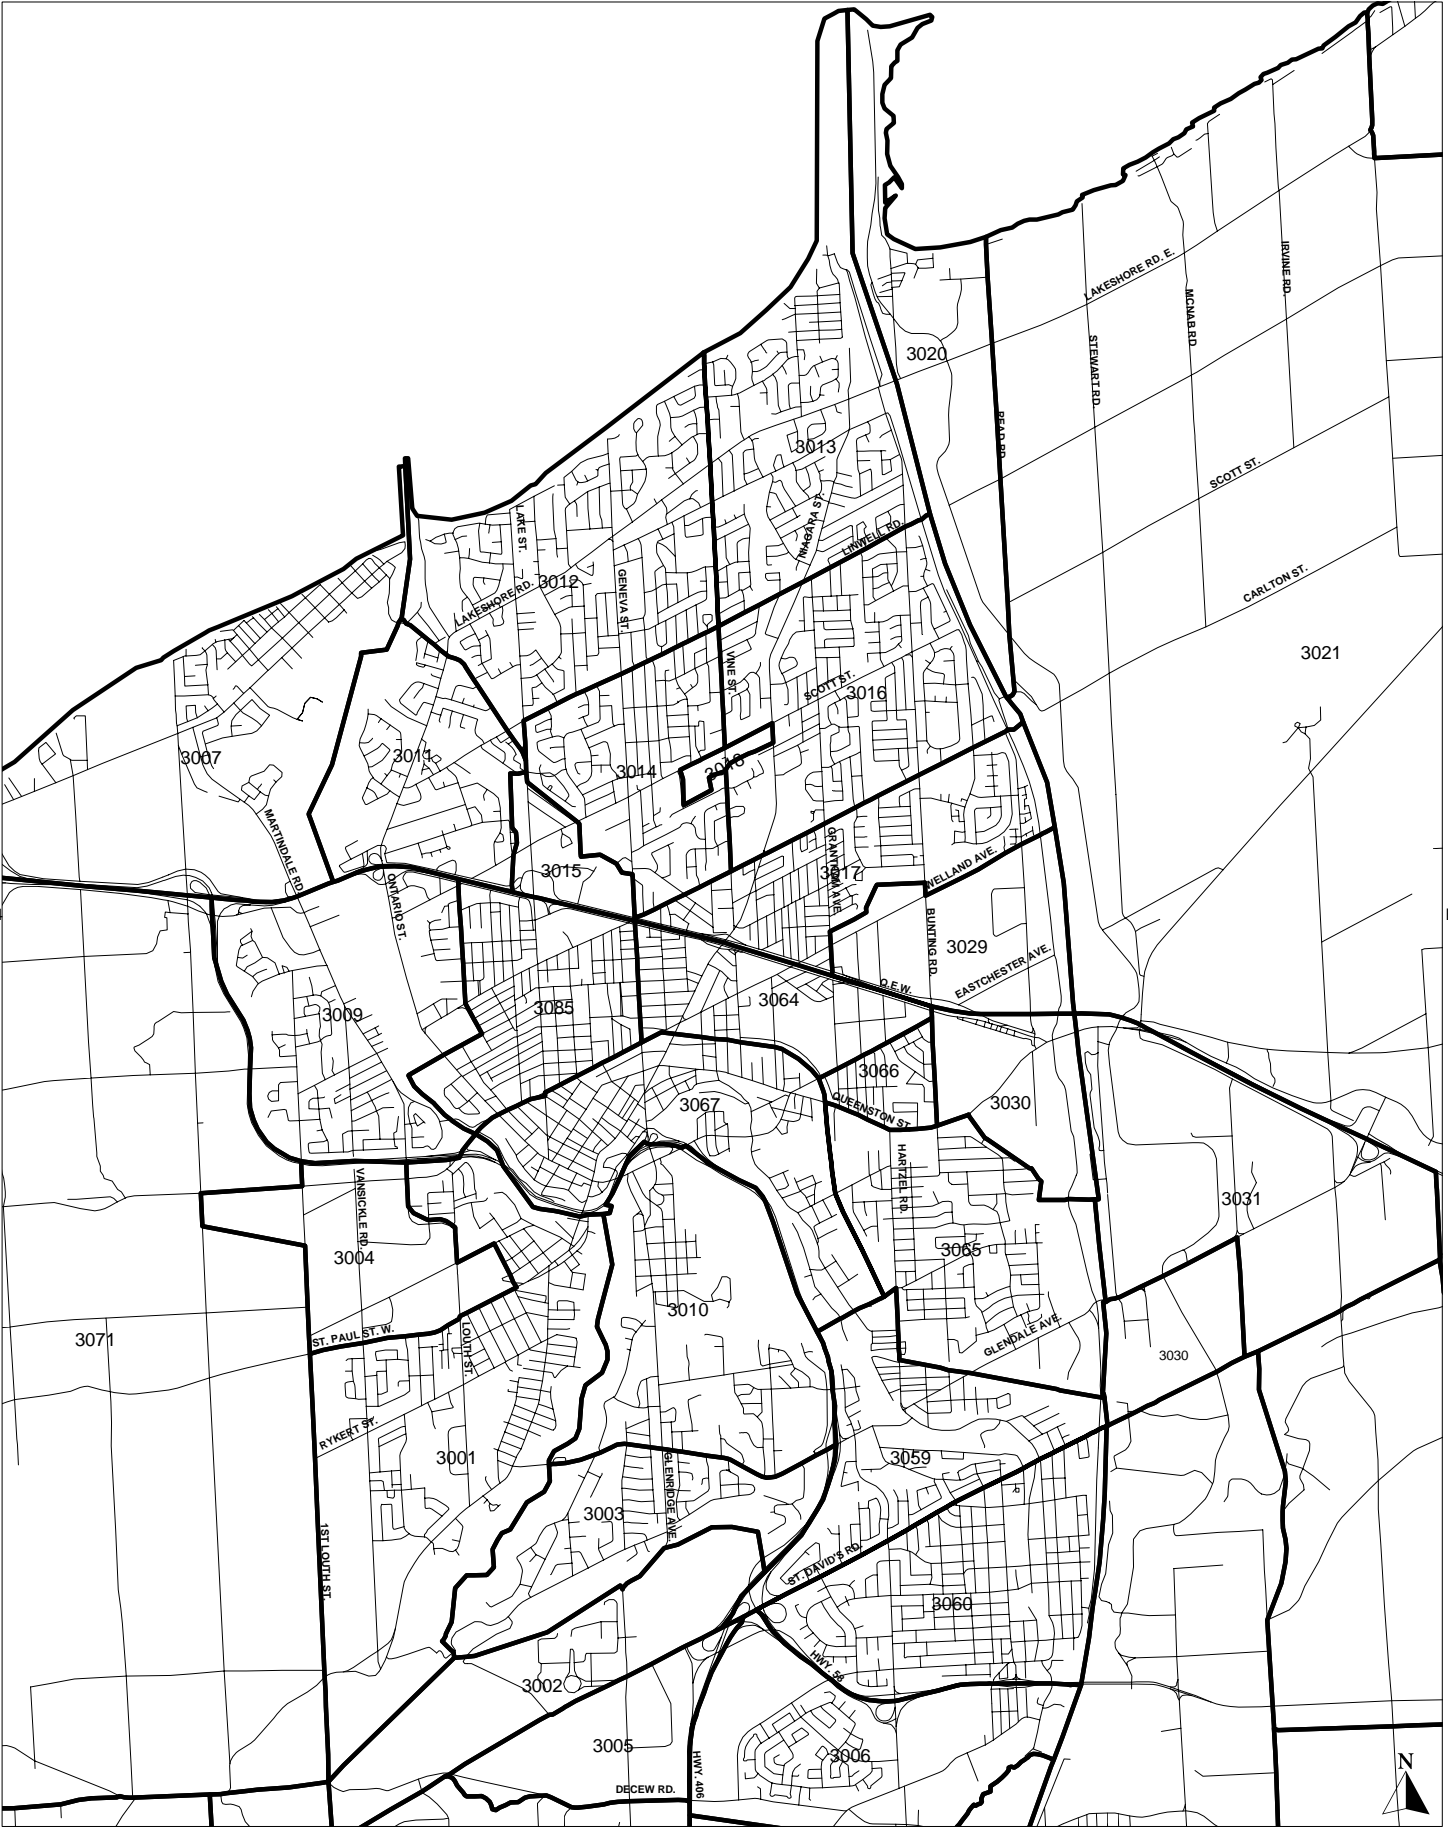 LAKESHORE RD. E.
IRVINE RD.
MCNAB RD.
STEWART RD.
3020
READ RD.
3013
SCOTT ST.
LAKE ST.
NIAGARA ST.
LINWELL RD.
3012
LAKESHORE RD.
GENEVA ST.
CARLTON ST.
3021
VINE ST.
SCOTT ST.
3016
3007
3011
3014
3018
MARTINDALE RD.
GRANTHAM AVE.
3015
3017
WELLAND AVE.
ONTARIO ST.
BUNTING RD.
3029
EASTCHESTER AVE.
Q.E.W.
3064
3085
3009
3066
3067
QUEENSTON ST.
3030
HARTZEL RD.
VANSICKLE RD.
3031
3004
3065
3010
3071
ST. PAUL ST. W.
LOUTH ST.
GLENDALE AVE.
3030
RYKERT ST.
3001
GLENRIDGE AVE.
3059
3003
1ST LOUTH ST.
ST. DAVID'S RD.
3060
HWY. 58
3002
3005
3006
HWY. 406
DECEW RD.
N